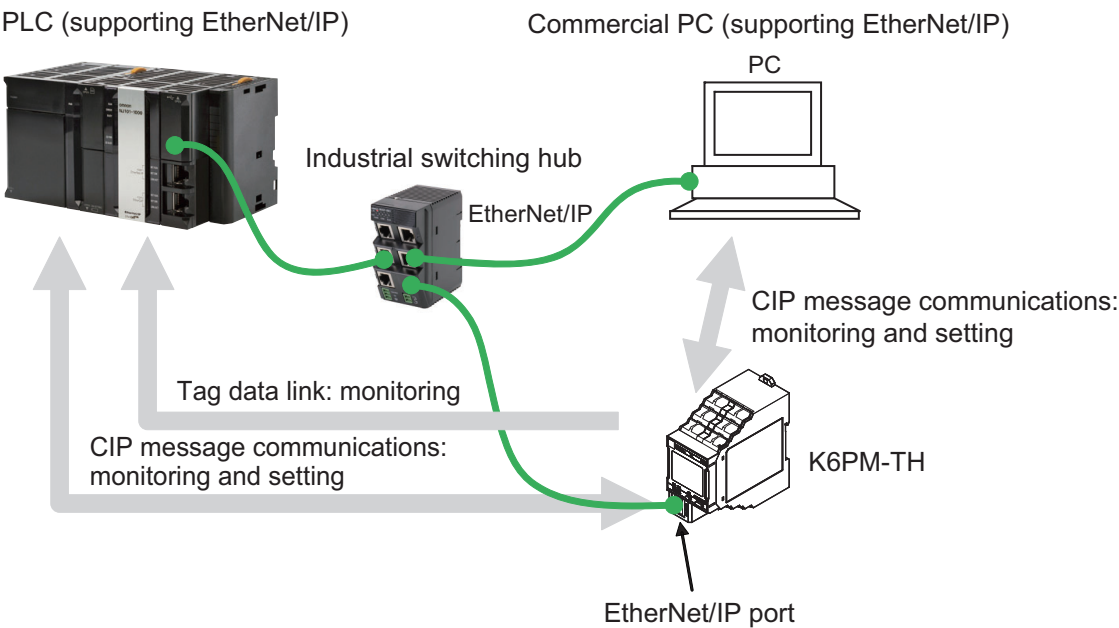 PLC (supporting EtherNet/IP)
Commercial PC (supporting EtherNet/IP)
PC
Industrial switching hub
EtherNet/IP
CIP message communications:
monitoring and setting
Tag data link: monitoring
CIP message communications:
monitoring and setting
K6PM-TH
EtherNet/IP port